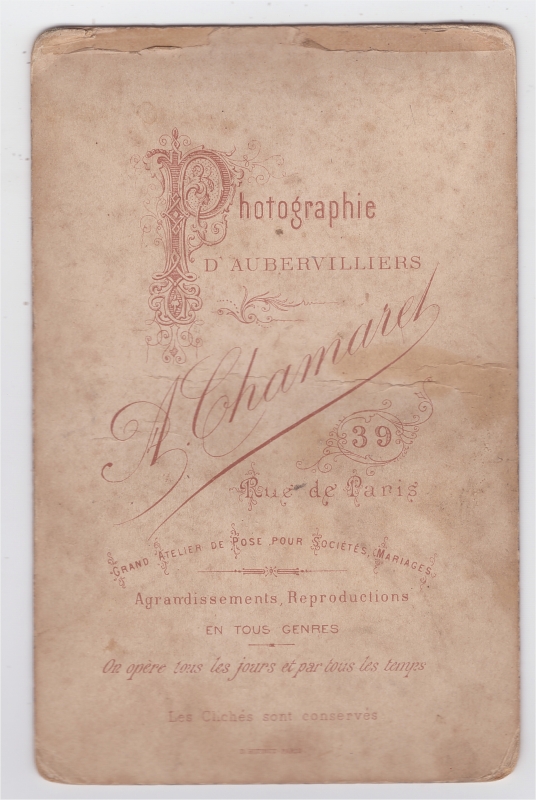 Photographie
D'AUBERVILLIERS
A. Chamaret
39
Rue de Paris
GRAND ATELIER DE POSE POUR SOCIÉTÉS, MARIAGES
Agrandissements, Reproductions
EN TOUS GENRES
On opère tous les jours et par tous les temps
Les Clichés sont conservés
PARIS